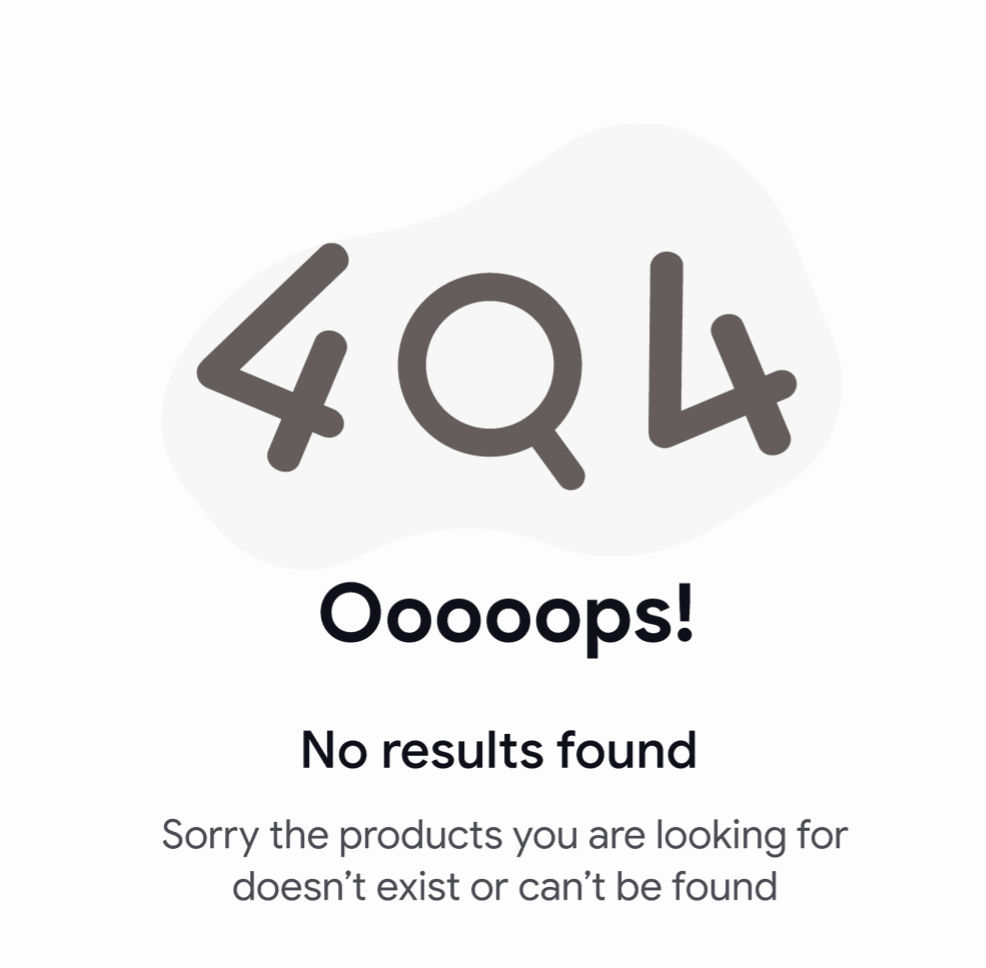 404
Ooooops!
No results found
Sorry the products you are looking for
doesn’t exist or can’t be found